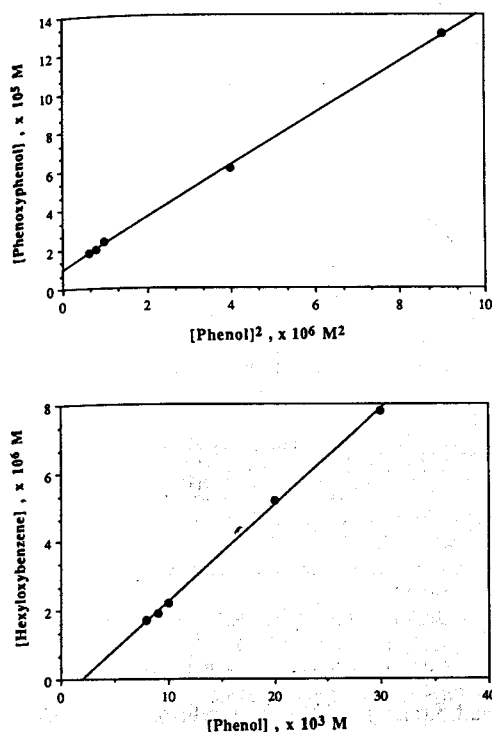 14
12
10
8
6
4
2
0
[Phenoxyphenol] , x 10⁵ M
0 2 4 6 8 10
[Phenol]² , x 10⁶ M²
8
6
4
2
0
[Hexyloxybenzene] , x 10⁶ M
0 10 20 30 40
[Phenol] , x 10³ M